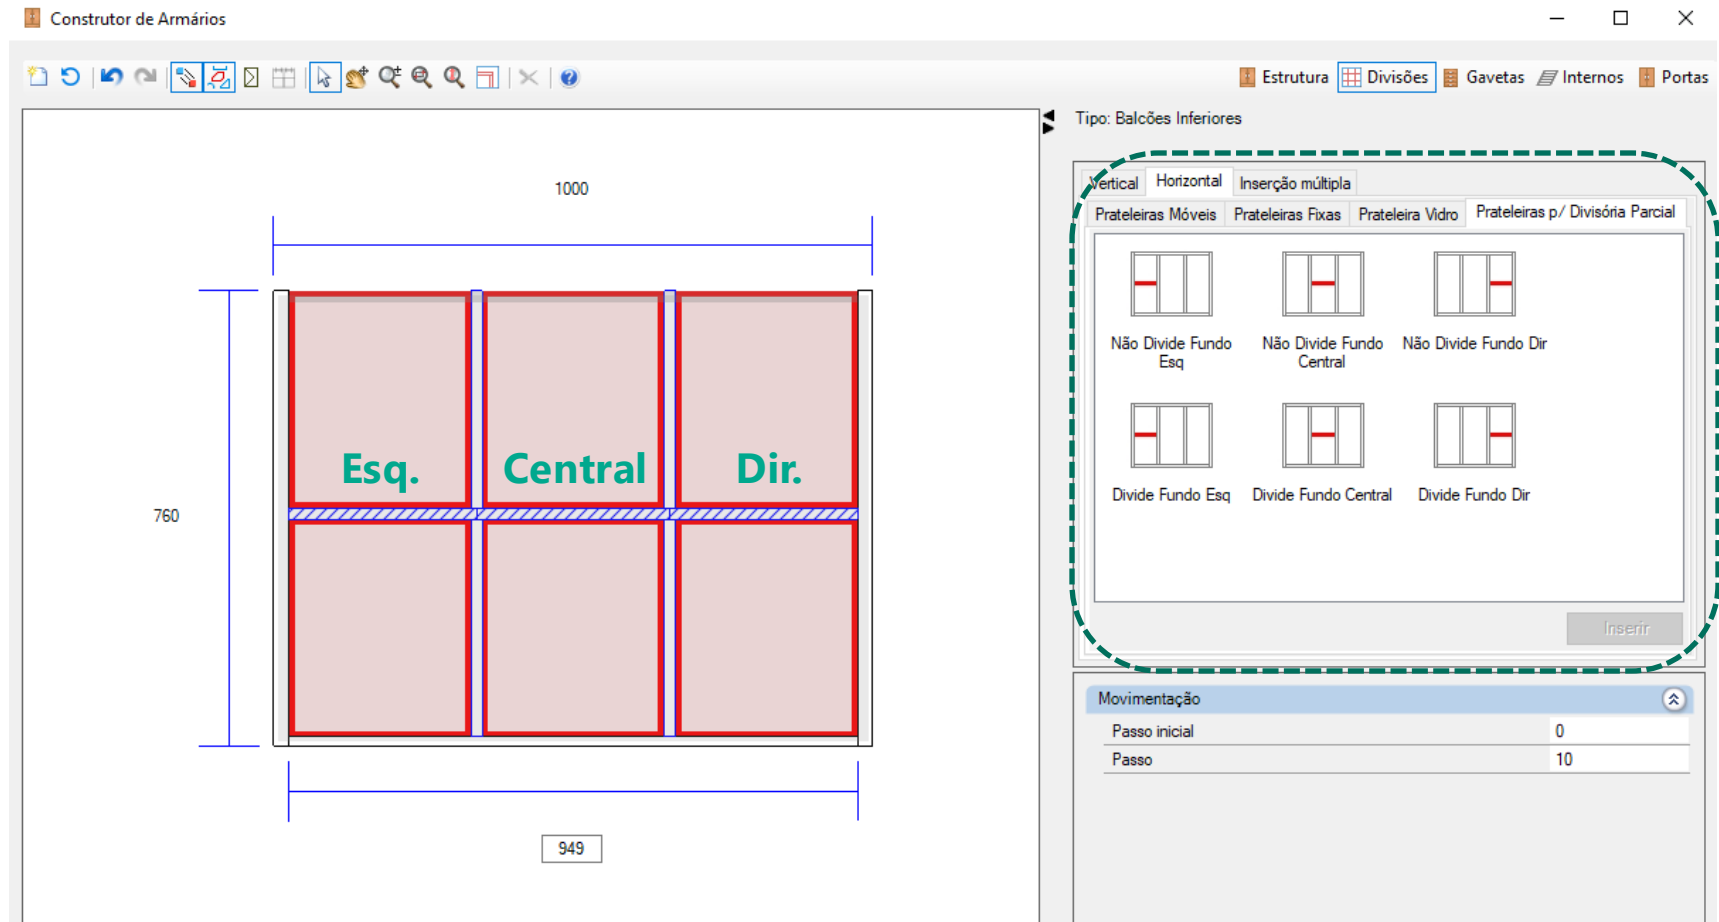 Construtor de Armários
Estrutura Divisões Gavetas Internos Portas
Tipo: Balcões Inferiores
Vertical Horizontal Inserção múltipla
Prateleiras Móveis Prateleiras Fixas Prateleira Vidro Prateleiras p/ Divisória Parcial
Não Divide Fundo
Esq
Não Divide Fundo
Central
Não Divide Fundo Dir
Divide Fundo Esq
Divide Fundo Central
Divide Fundo Dir
Inserir
Movimentação
Passo inicial 0
Passo 10
1000
760
Esq. Central Dir.
949